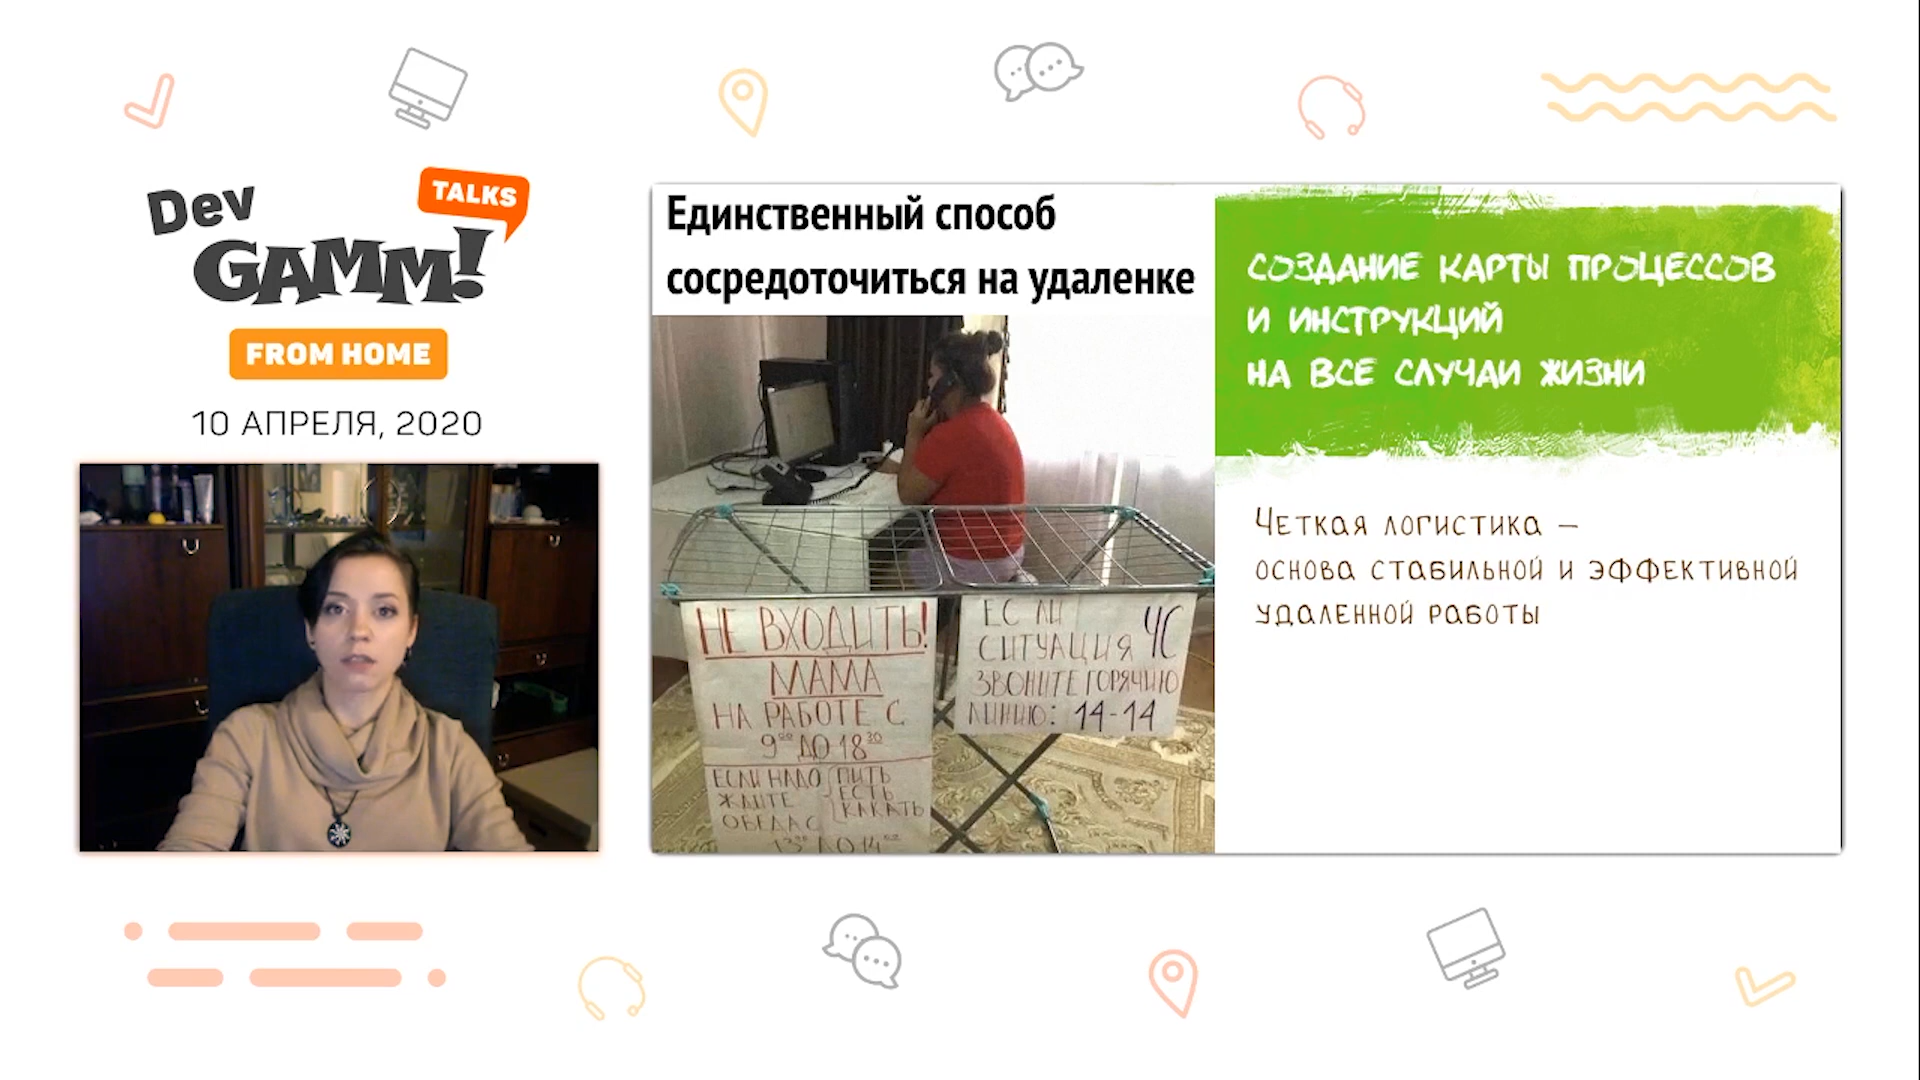 Dev
GAMM!
TALKS
FROM HOME
10 АПРЕЛЯ, 2020
Единственный способ
сосредоточиться на удаленке
НЕ ВХОДИТЬ!
МАМА
НА РАБОТЕ С
9⁰⁰ ДО 18³⁰
ЕСЛИ НАДО
ЖДИТЕ
ОБЕДА С
ПИТЬ
ЕСТЬ
КАКАТЬ
ЕСЛИ
СИТУАЦИЯ ЧС
ЗВОНИТЕ ГОРЯЧУЮ
ЛИНИЮ: 14-14
СОЗДАНИЕ КАРТЫ ПРОЦЕССОВ
И ИНСТРУКЦИЙ
НА ВСЕ СЛУЧАИ ЖИЗНИ
Четкая логистика –
основа стабильной и эффективной
удаленной работы